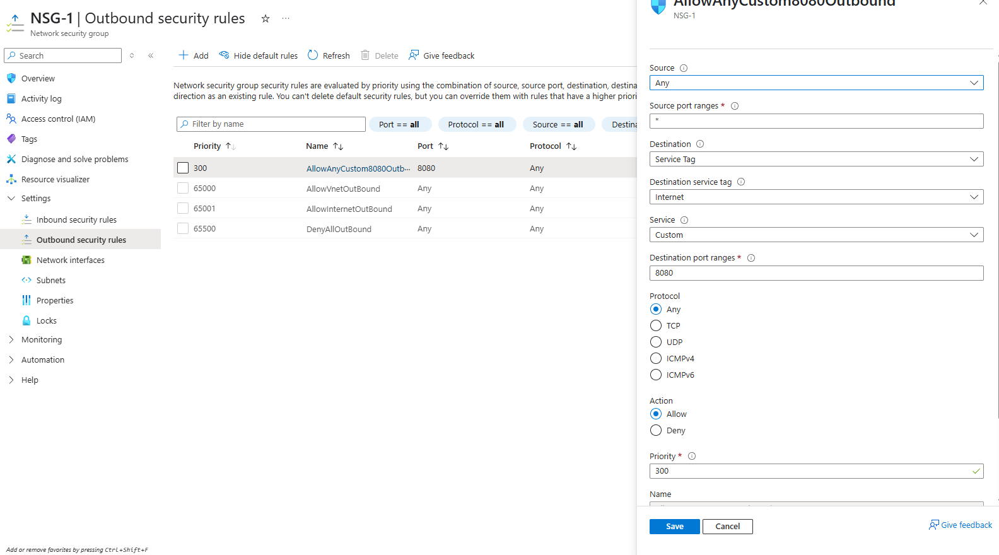 NSG-1 | Outbound security rules
Network security group
Search
Overview
Activity log
Access control (IAM)
Tags
Diagnose and solve problems
Resource visualizer
Settings
Inbound security rules
Outbound security rules
Network interfaces
Subnets
Properties
Locks
Monitoring
Automation
Help
Add or remove favorites by pressing Ctrl+Shift+F
Add Hide default rules Refresh Delete Give feedback
Network security group security rules are evaluated by priority using the combination of source, source port, destination, destina
direction as an existing rule. You can't delete default security rules, but you can override them with rules that have a higher priori
Filter by name Port == all Protocol == all Source == all Destina
Priority Name Port Protocol
300 AllowAnyCustom8080Outb... 8080 Any
65000 AllowVnetOutBound Any Any
65001 AllowInternetOutBound Any Any
65500 DenyAllOutBound Any Any
AllowAnyCustom8080Outbound
NSG-1
Source
Any
Source port ranges *
*
Destination
Service Tag
Destination service tag
Internet
Service
Custom
Destination port ranges *
8080
Protocol
Any
TCP
UDP
ICMPv4
ICMPv6
Action
Allow
Deny
Priority *
300
Name
Save Cancel Give feedback